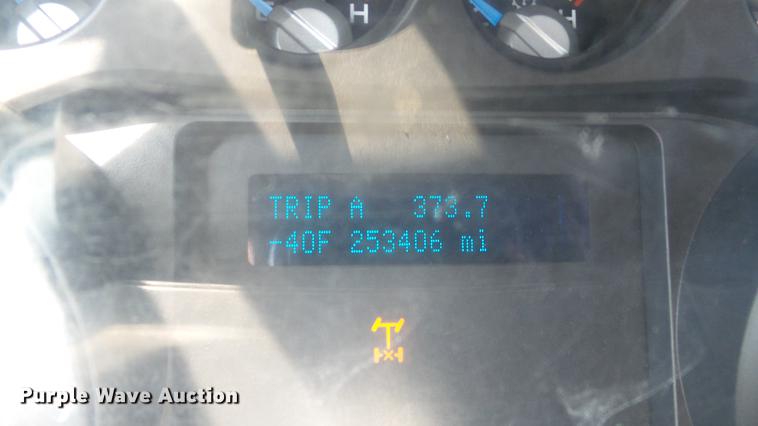 H
H
TRIP A 373.7
-40F 253406 mi
Purple Wave Auction